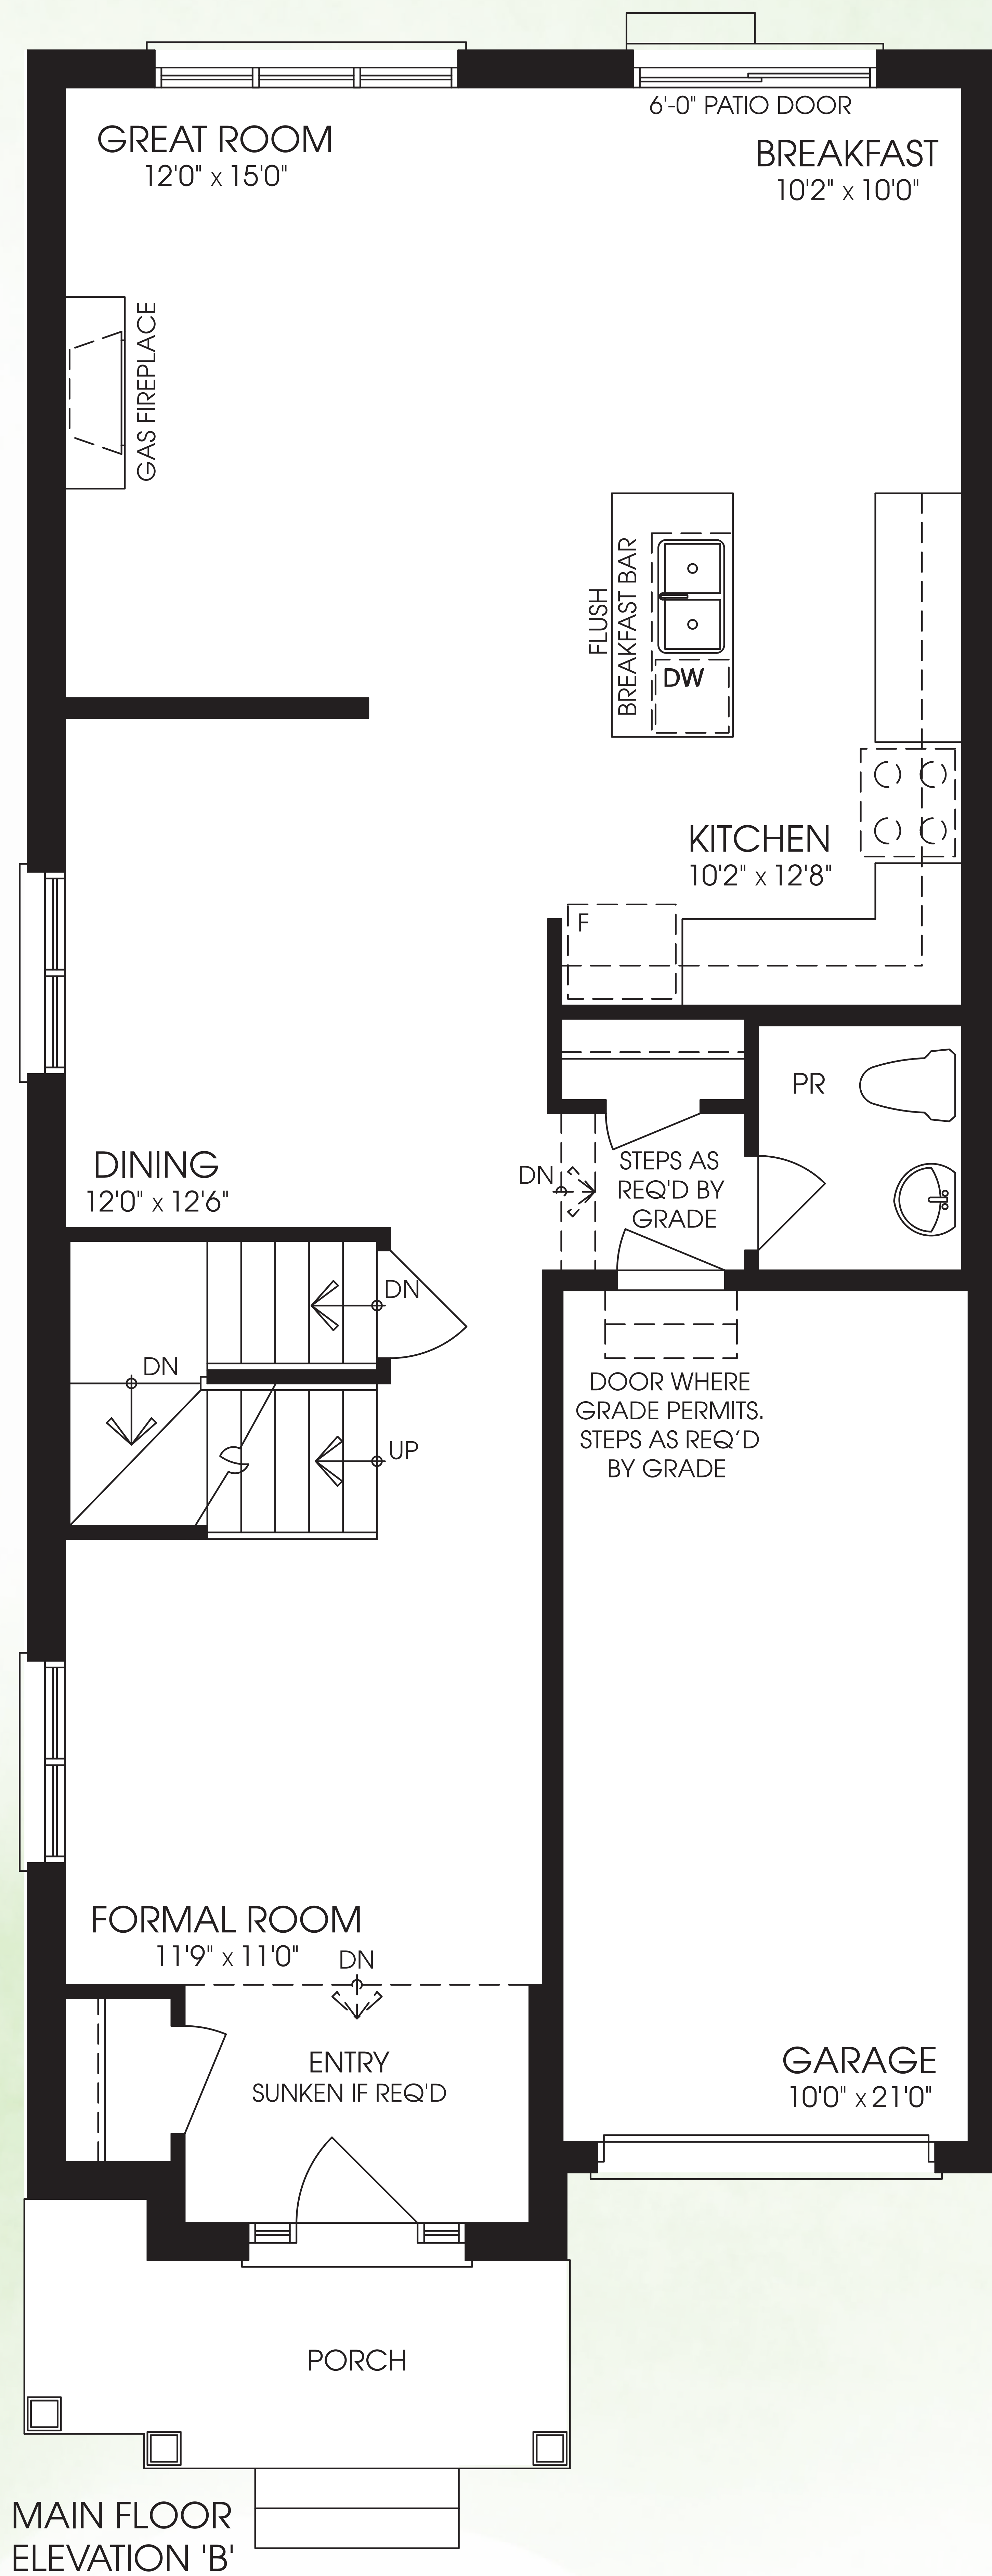 6'-0" PATIO DOOR
GREAT ROOM
12'0" x 15'0"
BREAKFAST
10'2" x 10'0"
GAS FIREPLACE
FLUSH
BREAKFAST BAR
DW
KITCHEN
10'2" x 12'8"
F
PR
DINING
12'0" x 12'6"
DN
STEPS AS
REQ'D BY
GRADE
DN
DN
UP
DOOR WHERE
GRADE PERMITS.
STEPS AS REQ'D
BY GRADE
FORMAL ROOM
11'9" x 11'0"
DN
ENTRY
SUNKEN IF REQ'D
GARAGE
10'0" x 21'0"
PORCH
MAIN FLOOR
ELEVATION 'B'